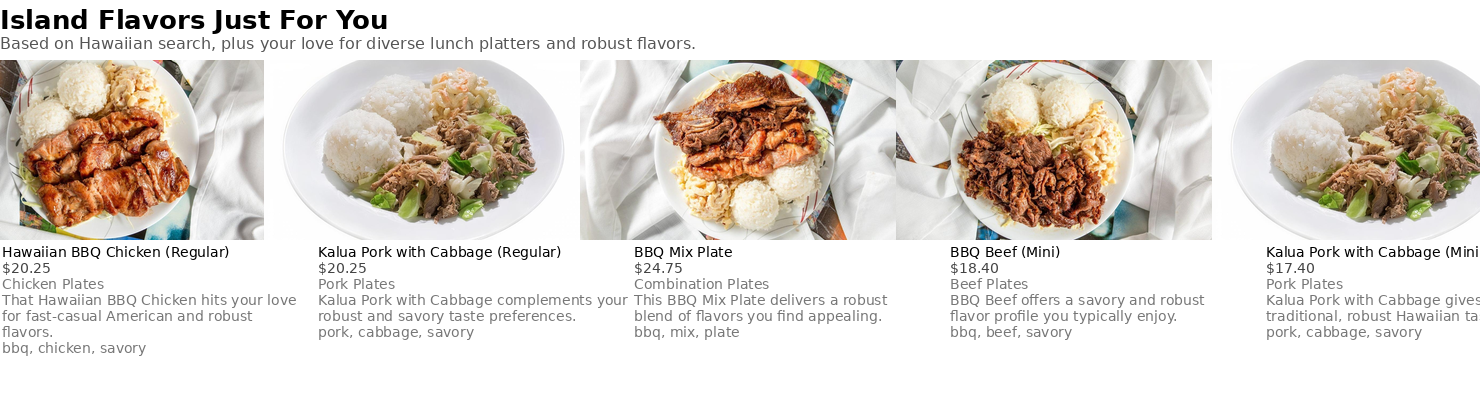 Island Flavors Just For You
Based on Hawaiian search, plus your love for diverse lunch platters and robust flavors.
Hawaiian BBQ Chicken (Regular)
$20.25
Chicken Plates
That Hawaiian BBQ Chicken hits your love
for fast-casual American and robust
flavors.
bbq, chicken, savory
Kalua Pork with Cabbage (Regular)
$20.25
Pork Plates
Kalua Pork with Cabbage complements your
robust and savory taste preferences.
pork, cabbage, savory
BBQ Mix Plate
$24.75
Combination Plates
This BBQ Mix Plate delivers a robust
blend of flavors you find appealing.
bbq, mix, plate
BBQ Beef (Mini)
$18.40
Beef Plates
BBQ Beef offers a savory and robust
flavor profile you typically enjoy.
bbq, beef, savory
Kalua Pork with Cabbage (Mini
$17.40
Pork Plates
Kalua Pork with Cabbage gives
traditional, robust Hawaiian
pork, cabbage, savory